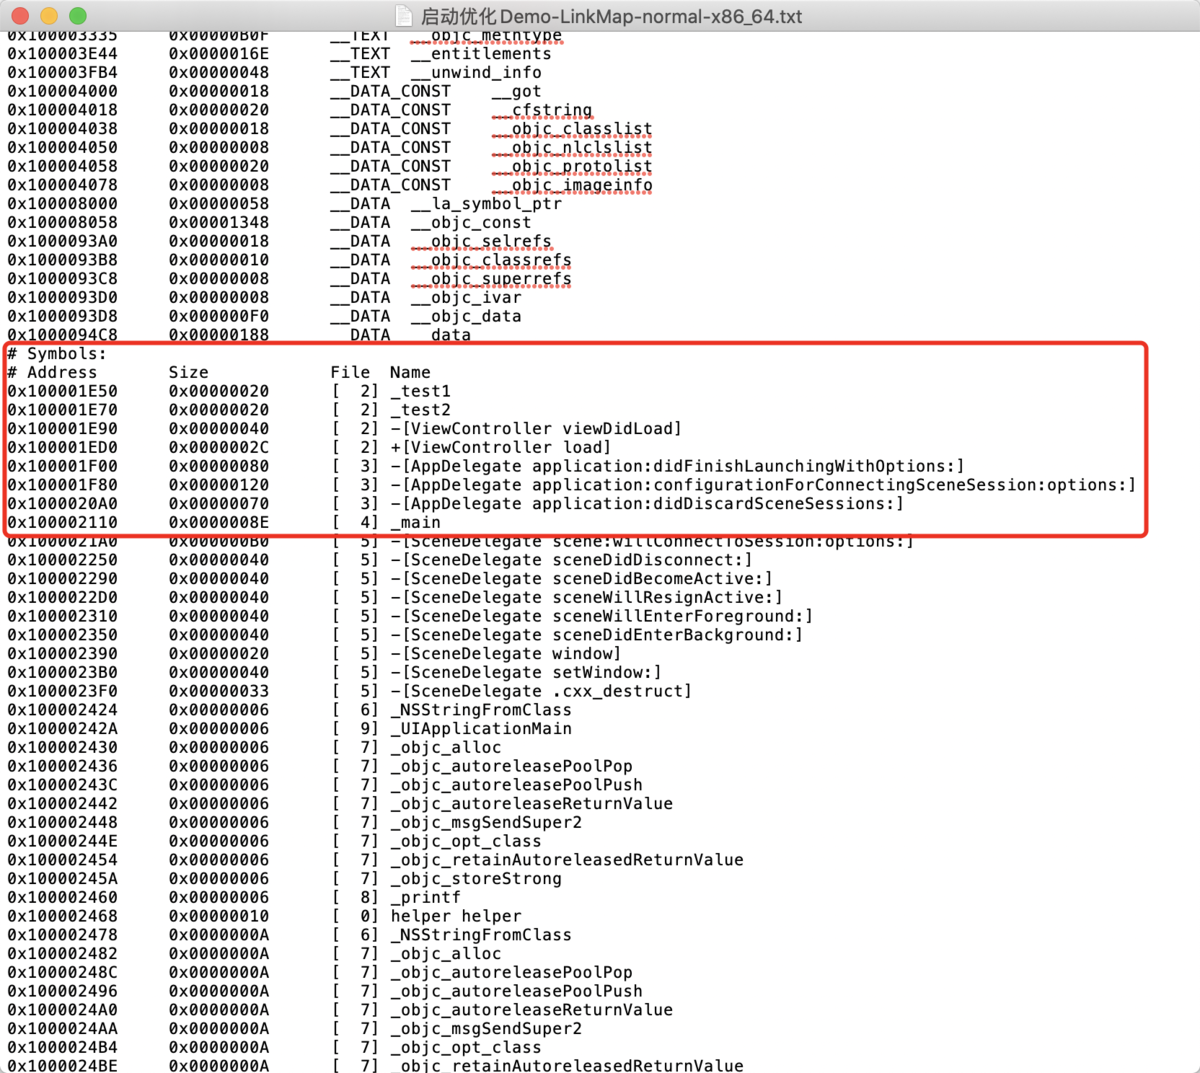 启动优化Demo-LinkMap-normal-x86_64.txt
0x100003335 0x00000B0F __TEXT __objc_methtype
0x100003E44 0x0000016E __TEXT __entitlements
0x100003FB4 0x00000048 __TEXT __unwind_info
0x100004000 0x00000018 __DATA_CONST __got
0x100004018 0x00000020 __DATA_CONST __cfstring
0x100004038 0x00000018 __DATA_CONST __objc_classlist
0x100004050 0x00000008 __DATA_CONST __objc_nlclslist
0x100004058 0x00000020 __DATA_CONST __objc_protolist
0x100004078 0x00000008 __DATA_CONST __objc_imageinfo
0x100008000 0x00000058 __DATA __la_symbol_ptr
0x100008058 0x00001348 __DATA __objc_const
0x1000093A0 0x00000018 __DATA __objc_selrefs
0x1000093B8 0x00000010 __DATA __objc_classrefs
0x1000093C8 0x00000008 __DATA __objc_superrefs
0x1000093D0 0x00000008 __DATA __objc_ivar
0x1000093D8 0x000000F0 __DATA __objc_data
0x1000094C8 0x00000188 __DATA __data
# Symbols:
# Address Size File Name
0x100001E50 0x00000020 [ 2] _test1
0x100001E70 0x00000020 [ 2] _test2
0x100001E90 0x00000040 [ 2] -[ViewController viewDidLoad]
0x100001ED0 0x0000002C [ 2] +[ViewController load]
0x100001F00 0x00000080 [ 3] -[AppDelegate application:didFinishLaunchingWithOptions:]
0x100001F80 0x00000120 [ 3] -[AppDelegate application:configurationForConnectingSceneSession:options:]
0x1000020A0 0x00000070 [ 3] -[AppDelegate application:didDiscardSceneSessions:]
0x100002110 0x0000008E [ 4] _main
0x1000021A0 0x000000B0 [ 5] -[SceneDelegate scene:willConnectToSession:options:]
0x100002250 0x00000040 [ 5] -[SceneDelegate sceneDidDisconnect:]
0x100002290 0x00000040 [ 5] -[SceneDelegate sceneDidBecomeActive:]
0x1000022D0 0x00000040 [ 5] -[SceneDelegate sceneWillResignActive:]
0x100002310 0x00000040 [ 5] -[SceneDelegate sceneWillEnterForeground:]
0x100002350 0x00000040 [ 5] -[SceneDelegate sceneDidEnterBackground:]
0x100002390 0x00000020 [ 5] -[SceneDelegate window]
0x1000023B0 0x00000040 [ 5] -[SceneDelegate setWindow:]
0x1000023F0 0x00000033 [ 5] -[SceneDelegate .cxx_destruct]
0x100002424 0x00000006 [ 6] _NSStringFromClass
0x10000242A 0x00000006 [ 9] _UIApplicationMain
0x100002430 0x00000006 [ 7] _objc_alloc
0x100002436 0x00000006 [ 7] _objc_autoreleasePoolPop
0x10000243C 0x00000006 [ 7] _objc_autoreleasePoolPush
0x100002442 0x00000006 [ 7] _objc_autoreleaseReturnValue
0x100002448 0x00000006 [ 7] _objc_msgSendSuper2
0x10000244E 0x00000006 [ 7] _objc_opt_class
0x100002454 0x00000006 [ 7] _objc_retainAutoreleasedReturnValue
0x10000245A 0x00000006 [ 7] _objc_storeStrong
0x100002460 0x00000006 [ 8] _printf
0x100002468 0x00000010 [ 0] helper helper
0x100002478 0x0000000A [ 6] _NSStringFromClass
0x100002482 0x0000000A [ 7] _objc_alloc
0x10000248C 0x0000000A [ 7] _objc_autoreleasePoolPop
0x100002496 0x0000000A [ 7] _objc_autoreleasePoolPush
0x1000024A0 0x0000000A [ 7] _objc_autoreleaseReturnValue
0x1000024AA 0x0000000A [ 7] _objc_msgSendSuper2
0x1000024B4 0x0000000A [ 7] _objc_opt_class
0x1000024BE 0x0000000A [ 7] _objc_retainAutoreleasedReturnValue